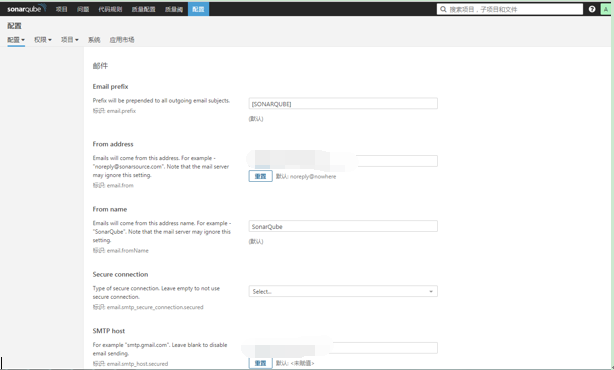 sonarqube 项目 问题 代码规则 质量配置 质量阈 配置 搜索项目，子项目和文件 ? A
配置
配置 权限 项目 系统 应用市场
邮件
Email prefix
Prefix will be prepended to all outgoing email subjects.
标识: email.prefix
[SONARQUBE]
(默认)
From address
Emails will come from this address. For example -
"noreply@sonarsource.com". Note that the mail server
may ignore this setting.
标识: email.from
重置 默认: noreply@nowhere
From name
Emails will come from this address name. For example -
"SonarQube". Note that the mail server may ignore this
setting.
标识: email.fromName
SonarQube
(默认)
Secure connection
Type of secure connection. Leave empty to not use
secure connection.
标识: email.smtp_secure_connection.secured
Select...
SMTP host
For example "smtp.gmail.com". Leave blank to disable
email sending.
标识: email.smtp_host.secured
重置 默认: <未赋值>